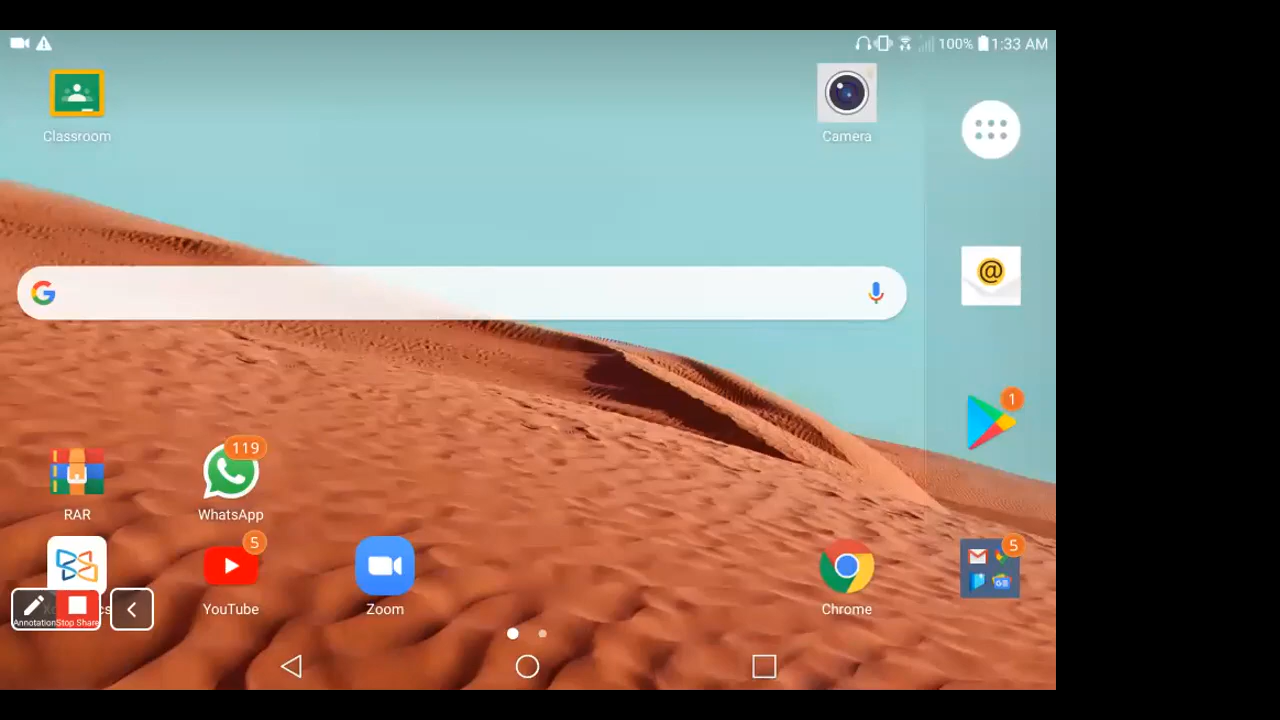 100% 1:33 AM
Classroom
Camera
@
1
119
RAR
WhatsApp
5
5
YouTube
Zoom
Chrome
Annotation Stop Share